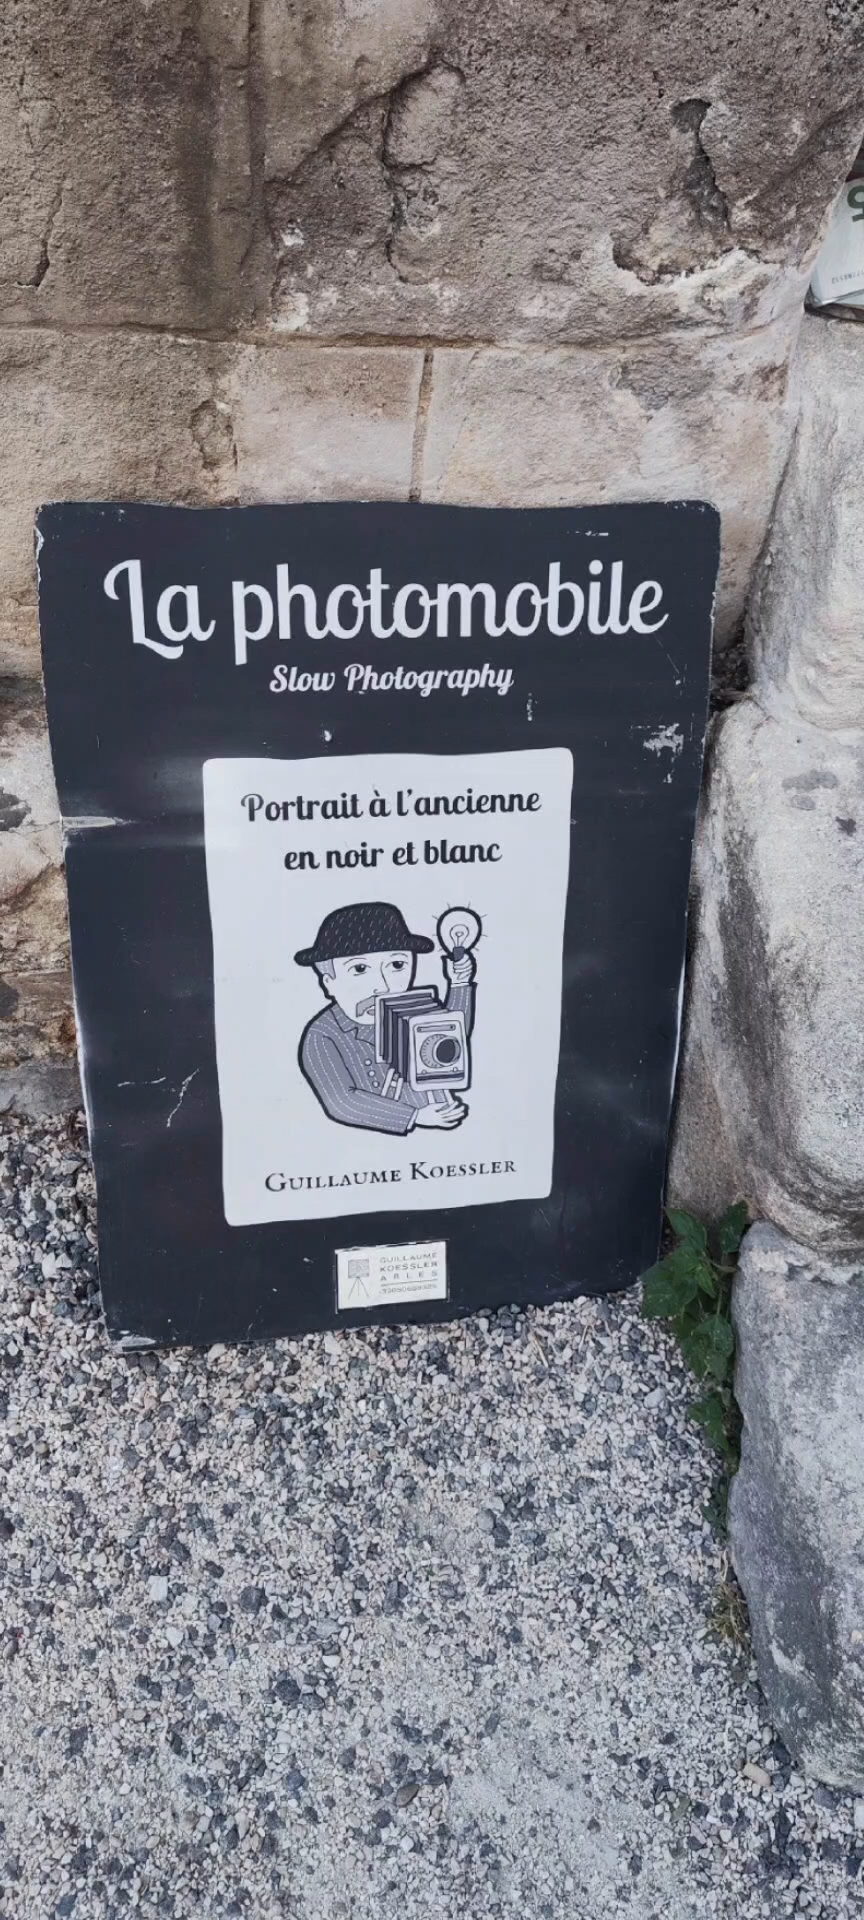 La photomobile
Slow Photography
Portrait à l'ancienne
en noir et blanc
GUILLAUME KOESSLER
GUILLAUME
KOESSLER
ARLES